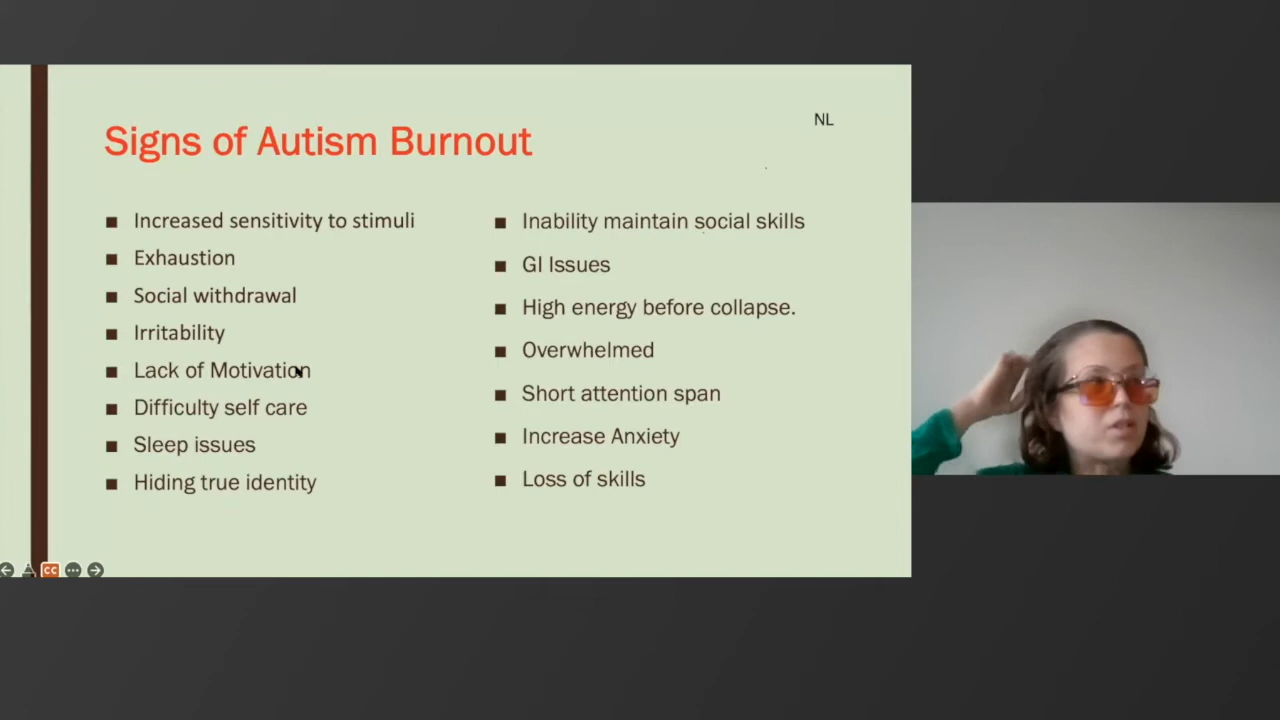 Signs of Autism Burnout
NL
Increased sensitivity to stimuli
Exhaustion
Social withdrawal
Irritability
Lack of Motivation
Difficulty self care
Sleep issues
Hiding true identity
Inability maintain social skills
GI Issues
High energy before collapse.
Overwhelmed
Short attention span
Increase Anxiety
Loss of skills
CC